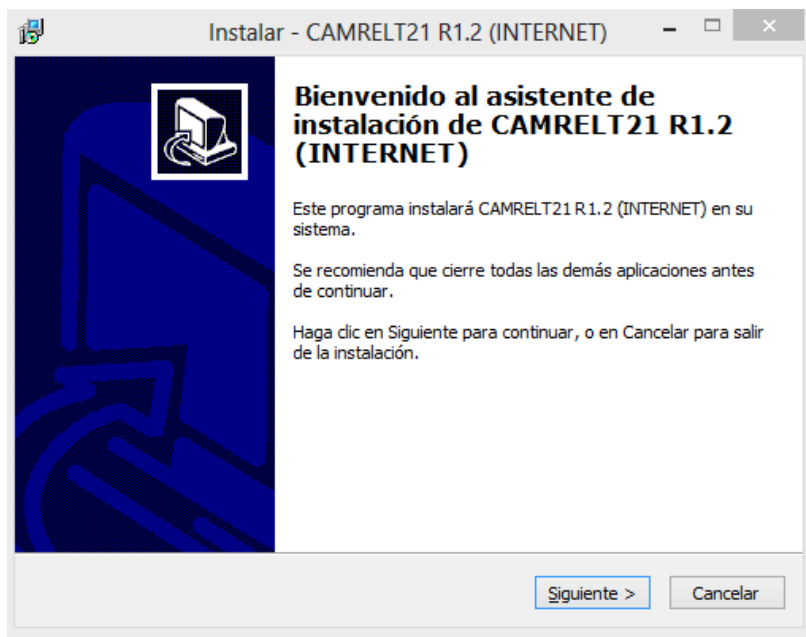 Instalar - CAMRELT21 R1.2 (INTERNET)
Bienvenido al asistente de
instalación de CAMRELT21 R1.2
(INTERNET)
Este programa instalará CAMRELT21 R1.2 (INTERNET) en su
sistema.
Se recomienda que cierre todas las demás aplicaciones antes
de continuar.
Haga clic en Siguiente para continuar, o en Cancelar para salir
de la instalación.
Siguiente >
Cancelar